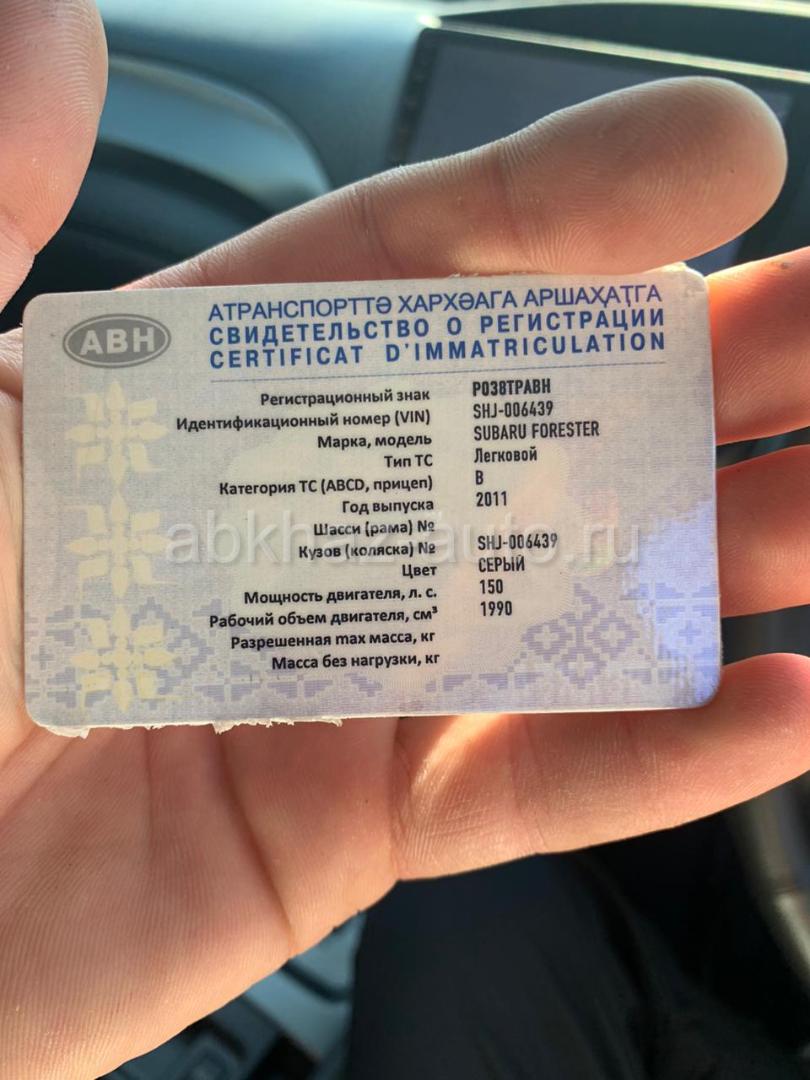 АВН
АТРАНСПОРТТӘ ХАРХӘАГА АРШАҲАҬГА
СВИДЕТЕЛЬСТВО О РЕГИСТРАЦИИ
CERTIFICAT D'IMMATRICULATION
Регистрационный знак Р038ТРАВН
Идентификационный номер (VIN) SHJ-006439
Марка, модель SUBARU FORESTER
Тип ТС Легковой
Категория ТС (ABCD, прицеп) B
Год выпуска 2011
Шасси (рама) №
Кузов (коляска) № SHJ-006439
Цвет СЕРЫЙ
Мощность двигателя, л. с. 150
Рабочий объем двигателя, см³ 1990
Разрешенная max масса, кг
Масса без нагрузки, кг
abkhaz-auto.ru